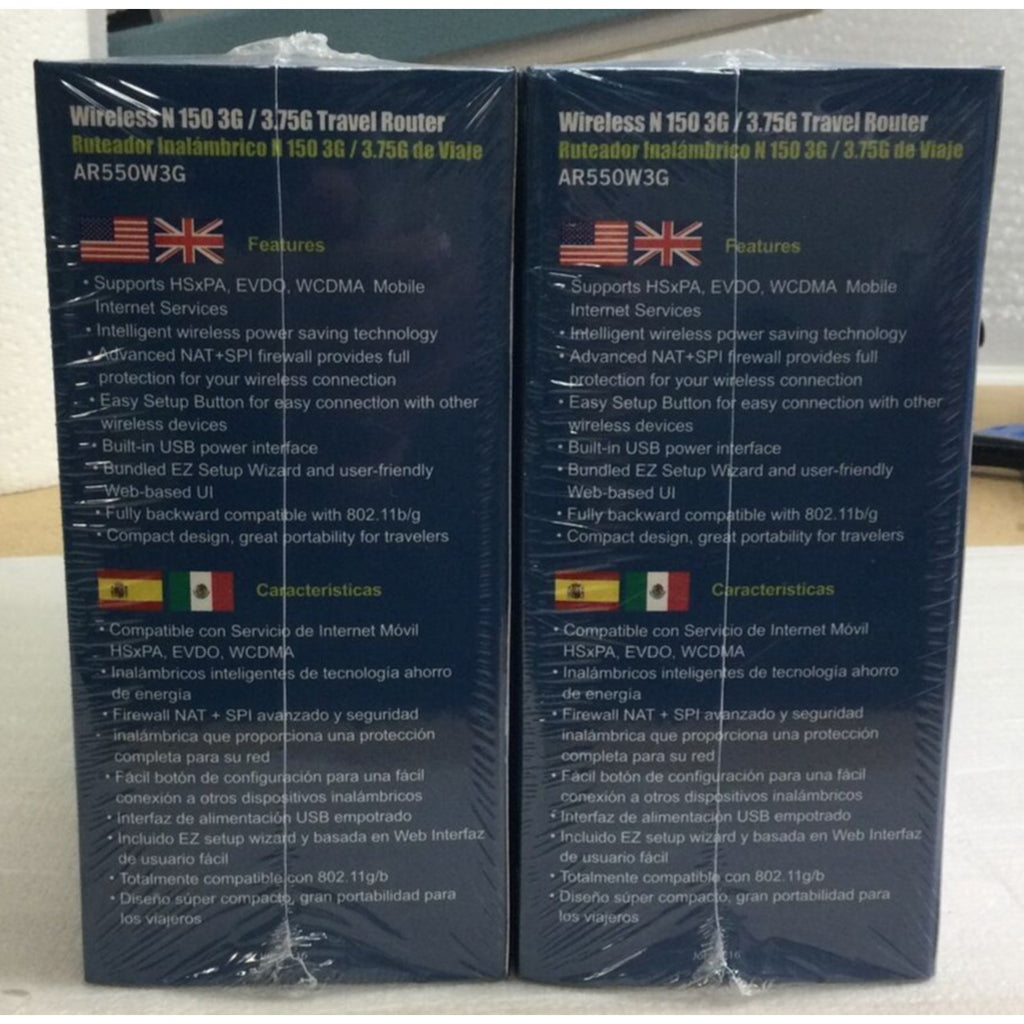 Wireless N 150 3G / 3.75G Travel Router
Ruteador Inalámbrico N 150 3G / 3.75G de Viaje
AR550W3G
Features
• Supports HSxPA, EVDO, WCDMA Mobile
Internet Services
• Intelligent wireless power saving technology
• Advanced NAT+SPI firewall provides full
protection for your wireless connection
• Easy Setup Button for easy connection with other
wireless devices
• Built-in USB power interface
• Bundled EZ Setup Wizard and user-friendly
Web-based UI
• Fully backward compatible with 802.11b/g
• Compact design, great portability for travelers
Características
• Compatible con Servicio de Internet Móvil
HSxPA, EVDO, WCDMA
• Inalámbricos inteligentes de tecnología ahorro
de energía
• Firewall NAT + SPI avanzado y seguridad
inalámbrica que proporciona una protección
completa para su red
• Fácil botón de configuración para una fácil
conexión a otros dispositivos inalámbricos
• Interfaz de alimentación USB empotrado
• Incluido EZ setup wizard y basada en Web Interfaz
de usuario fácil
• Totalmente compatible con 802.11g/b
• Diseño súper compacto, gran portabilidad para
los viajeros
Wireless N 150 3G / 3.75G Travel Router
Ruteador Inalámbrico N 150 3G / 3.75G de Viaje
AR550W3G
Features
• Supports HSxPA, EVDO, WCDMA Mobile
Internet Services
• Intelligent wireless power saving technology
• Advanced NAT+SPI firewall provides full
protection for your wireless connection
• Easy Setup Button for easy connection with other
wireless devices
• Built-in USB power interface
• Bundled EZ Setup Wizard and user-friendly
Web-based UI
• Fully backward compatible with 802.11b/g
• Compact design, great portability for travelers
Características
• Compatible con Servicio de Internet Móvil
HSxPA, EVDO, WCDMA
• Inalámbricos inteligentes de tecnología ahorro
de energía
• Firewall NAT + SPI avanzado y seguridad
inalámbrica que proporciona una protección
completa para su red
• Fácil botón de configuración para una fácil
conexión a otros dispositivos inalámbricos
• Interfaz de alimentación USB empotrado
• Incluido EZ setup wizard y basada en Web Interfaz
de usuario fácil
• Totalmente compatible con 802.11g/b
• Diseño súper compacto, gran portabilidad para
los viajeros